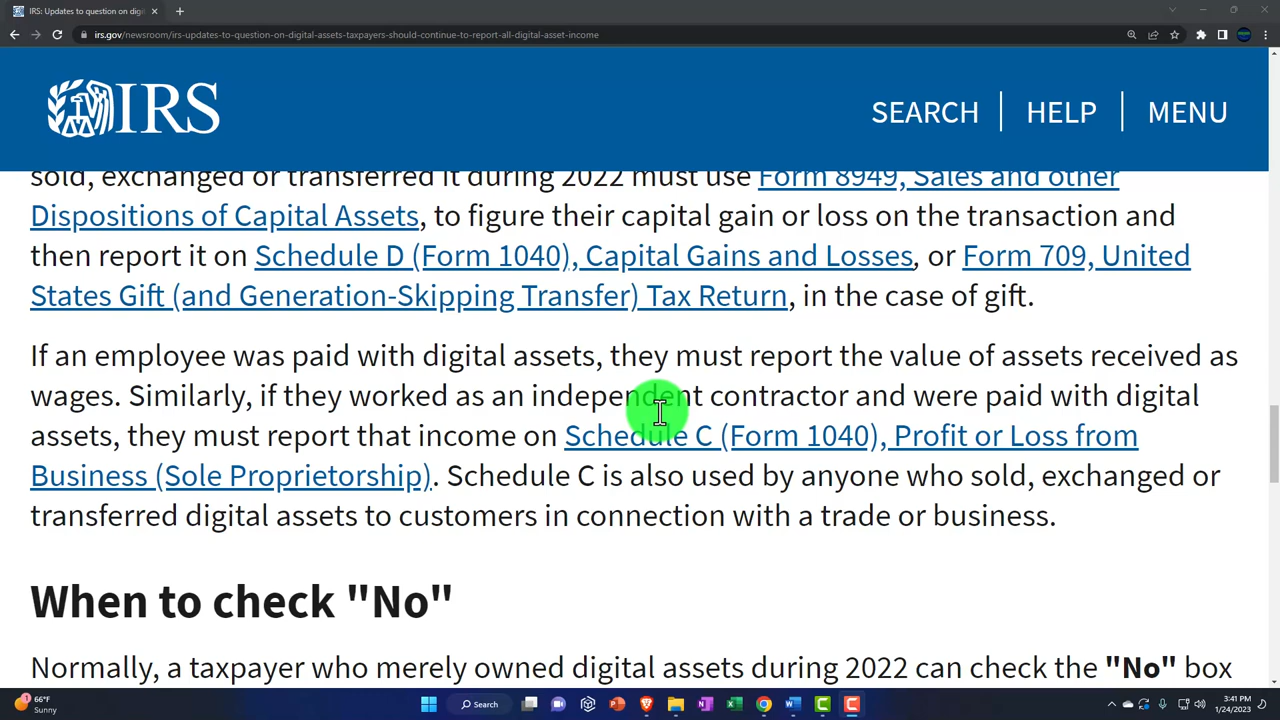 IRS: Updates to question on digi
irs.gov/newsroom/irs-updates-to-question-on-digital-assets-taxpayers-should-continue-to-report-all-digital-asset-income
IRS
SEARCH
HELP
MENU
sold, exchanged or transferred it during 2022 must use Form 8949, Sales and other
Dispositions of Capital Assets, to figure their capital gain or loss on the transaction and
then report it on Schedule D (Form 1040), Capital Gains and Losses, or Form 709, United
States Gift (and Generation-Skipping Transfer) Tax Return, in the case of gift.
If an employee was paid with digital assets, they must report the value of assets received as
wages. Similarly, if they worked as an independent contractor and were paid with digital
assets, they must report that income on Schedule C (Form 1040), Profit or Loss from
Business (Sole Proprietorship). Schedule C is also used by anyone who sold, exchanged or
transferred digital assets to customers in connection with a trade or business.
When to check "No"
Normally, a taxpayer who merely owned digital assets during 2022 can check the "No" box
1
66°F
Sunny
Search
3:41 PM
1/24/2023